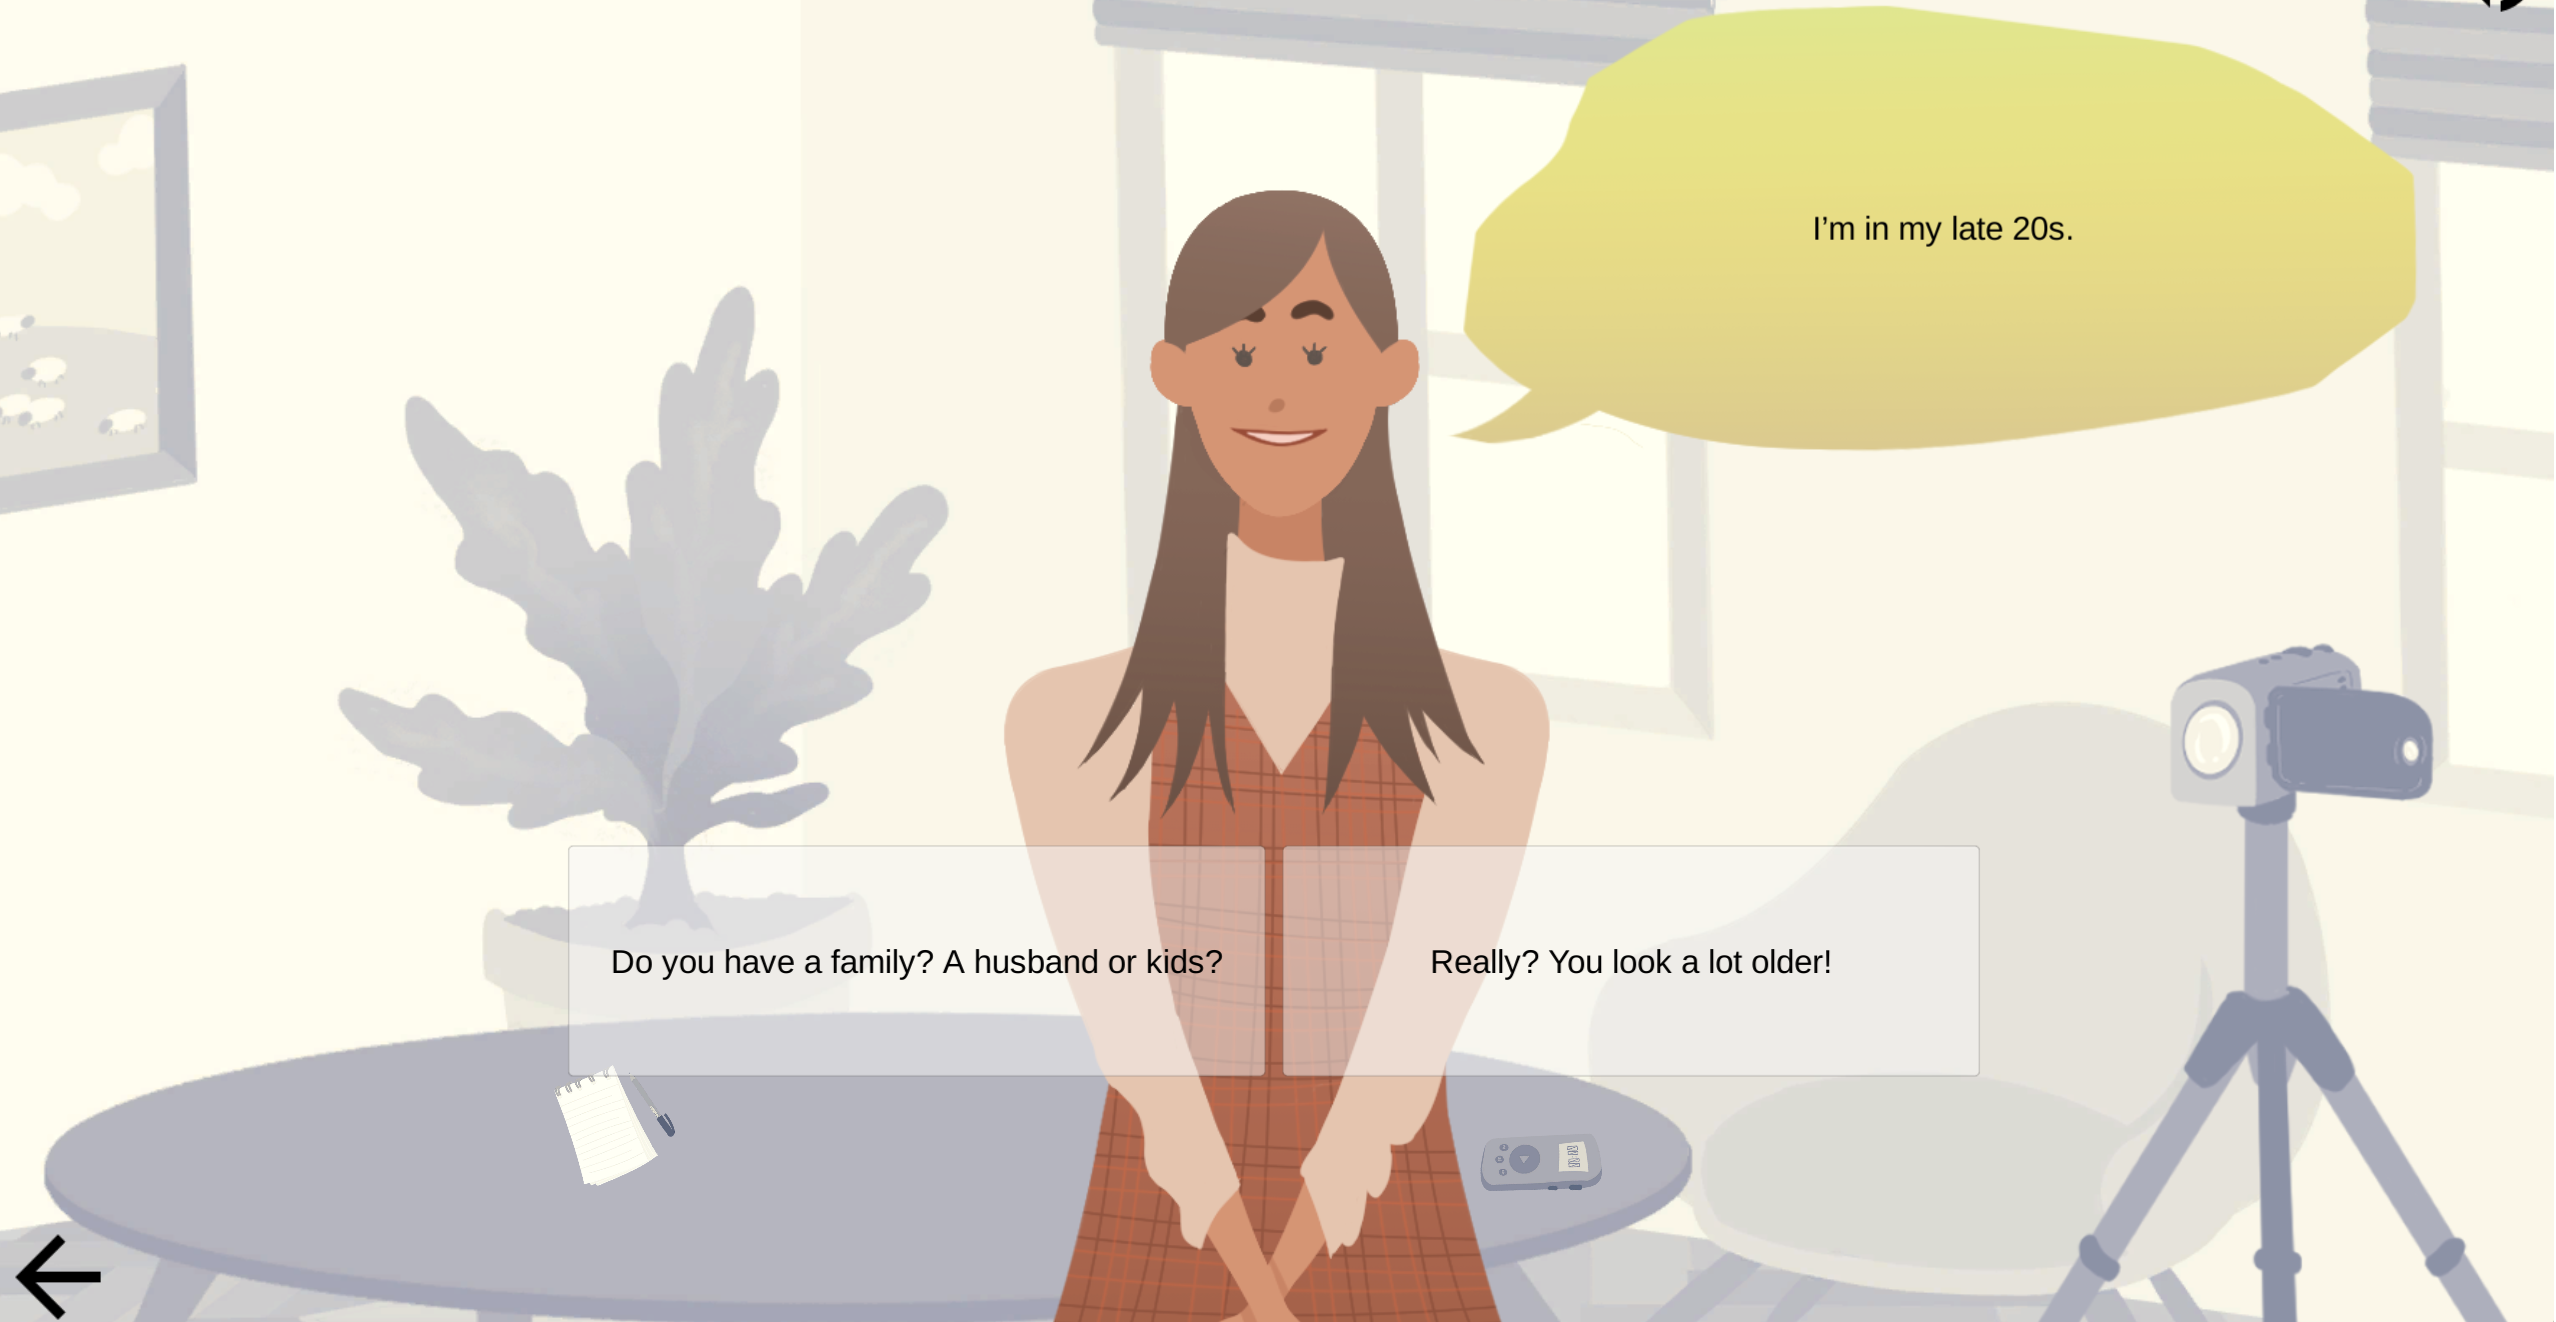 I’m in my late 20s.
Do you have a family? A husband or kids?
Really? You look a lot older!